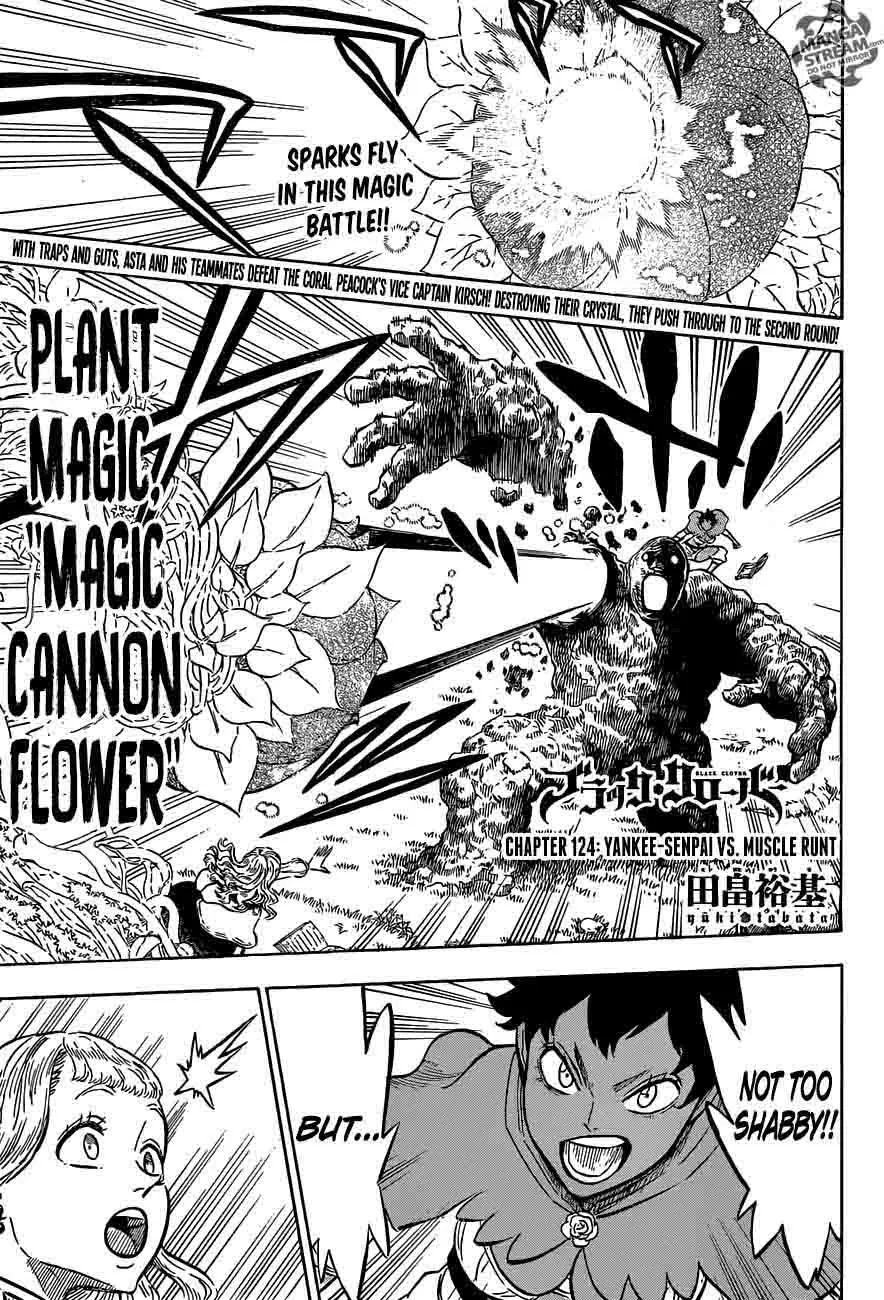 MANGA
STREAM.com
DO NOT MIRROR
SPARKS FLY
IN THIS MAGIC
BATTLE!!
WITH TRAPS AND GUTS, ASTA AND HIS TEAMMATES DEFEAT THE CORAL PEACOCK'S VICE CAPTAIN KIRSCH! DESTROYING THEIR CRYSTAL, THEY PUSH THROUGH TO THE SECOND ROUND!
PLANT
MAGIC:
"MAGIC
CANNON
FLOWER"
BLACK CLOVER
ブラッククローバー
CHAPTER 124: YANKEE-SENPAI VS. MUSCLE RUNT
田畠裕基
yūki tabata
NOT TOO
SHABBY!!
BUT...